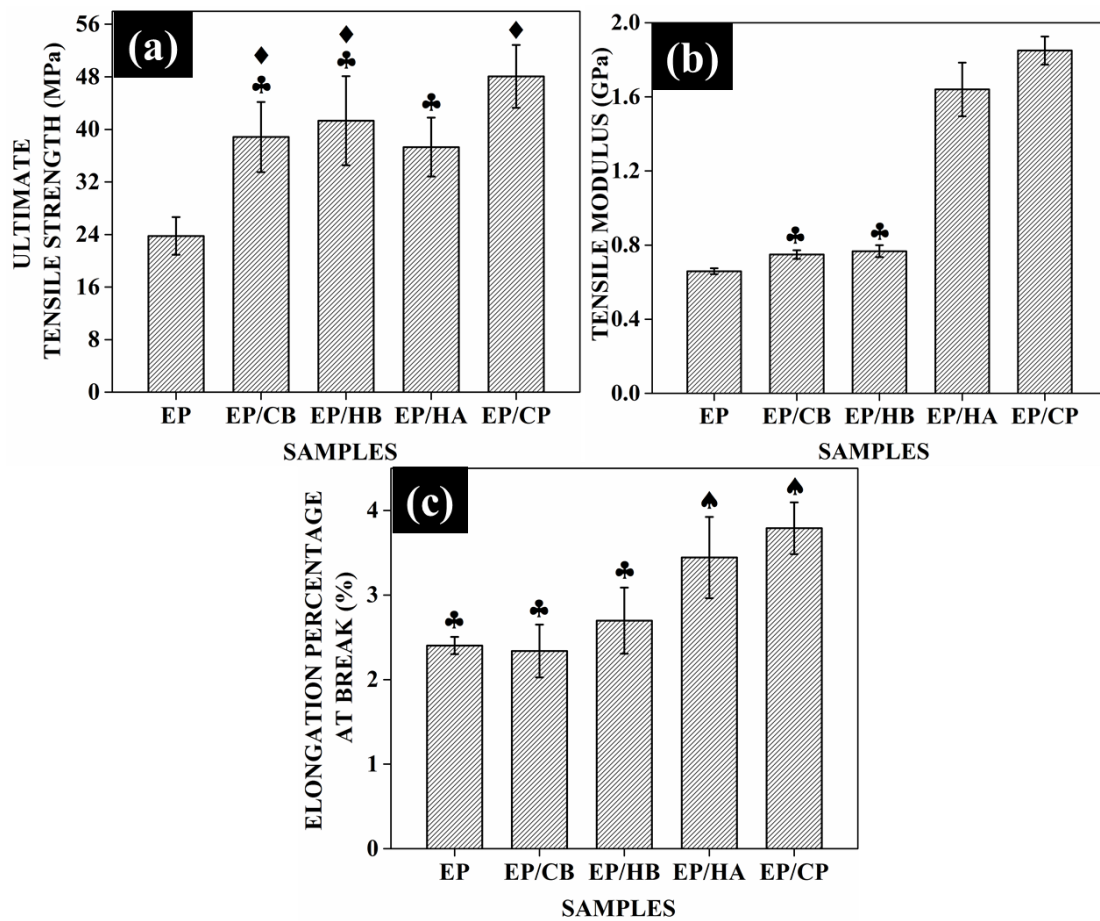 (a)
ULTIMATE
TENSILE STRENGTH (MPa)
56
48
40
32
24
16
8
0
♦ ♦ ♦
♣ ♣ ♣
EP EP/CB EP/HB EP/HA EP/CP
SAMPLES
(b)
TENSILE MODULUS (GPa)
2.0
1.6
1.2
0.8
0.4
0.0
♣ ♣
EP EP/CB EP/HB EP/HA EP/CP
SAMPLES
(c)
ELONGATION PERCENTAGE
AT BREAK (%)
4
3
2
1
0
♣ ♣ ♣ ♠ ♠
EP EP/CB EP/HB EP/HA EP/CP
SAMPLES